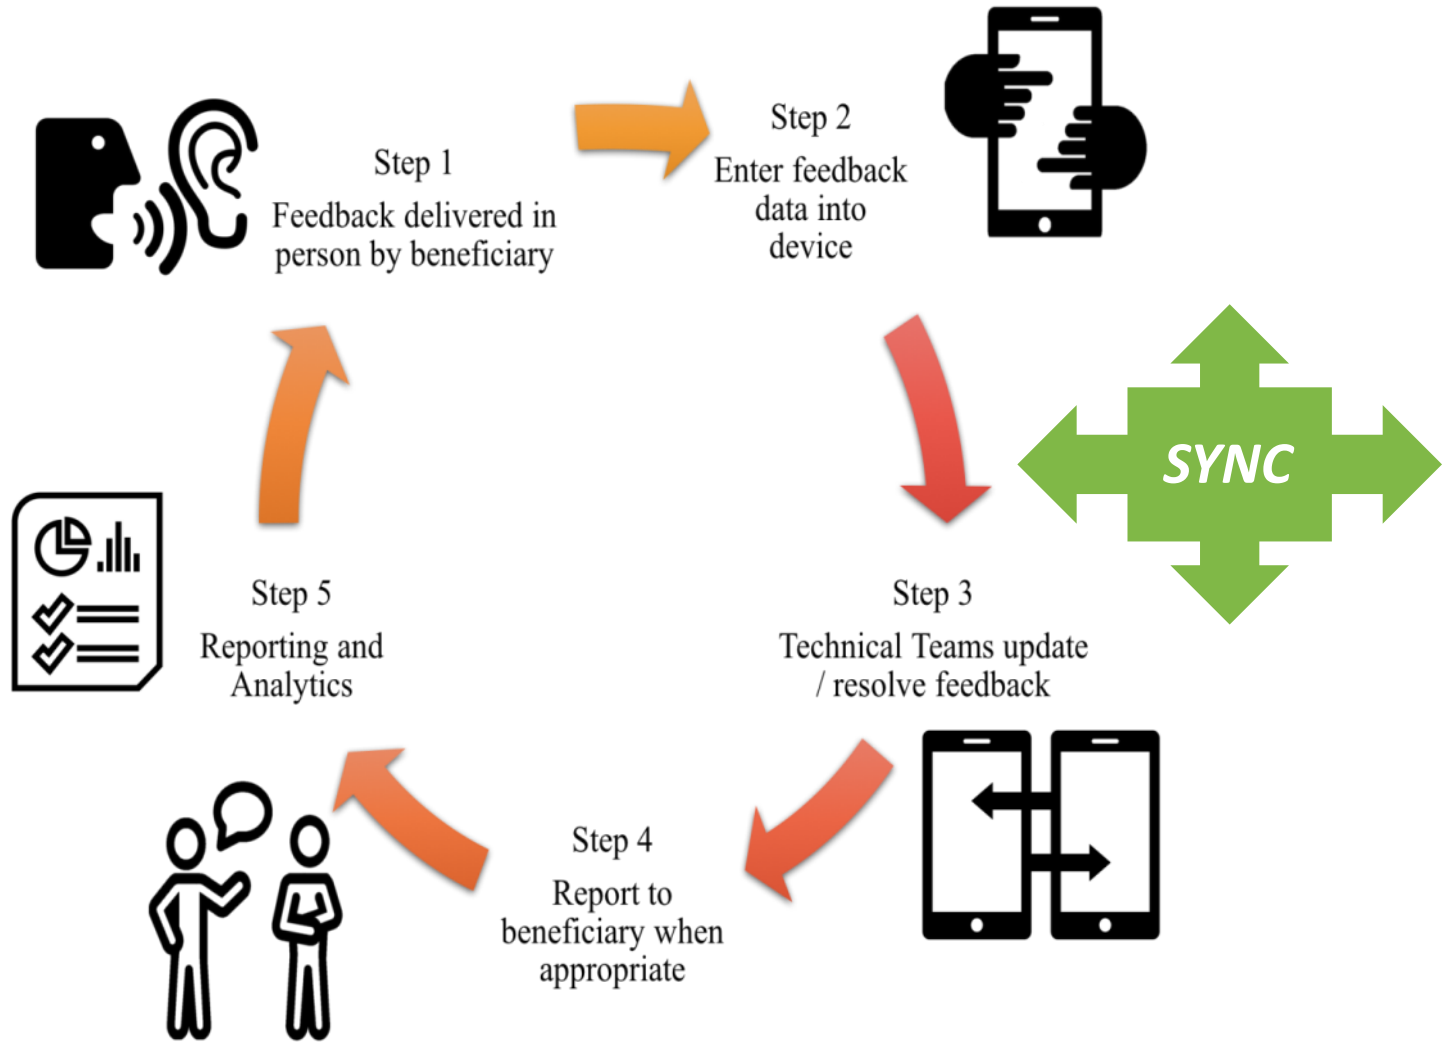 Step 1
Feedback delivered in
person by beneficiary
Step 2
Enter feedback
data into
device
SYNC
Step 3
Technical Teams update
/ resolve feedback
Step 4
Report to
beneficiary when
appropriate
Step 5
Reporting and
Analytics